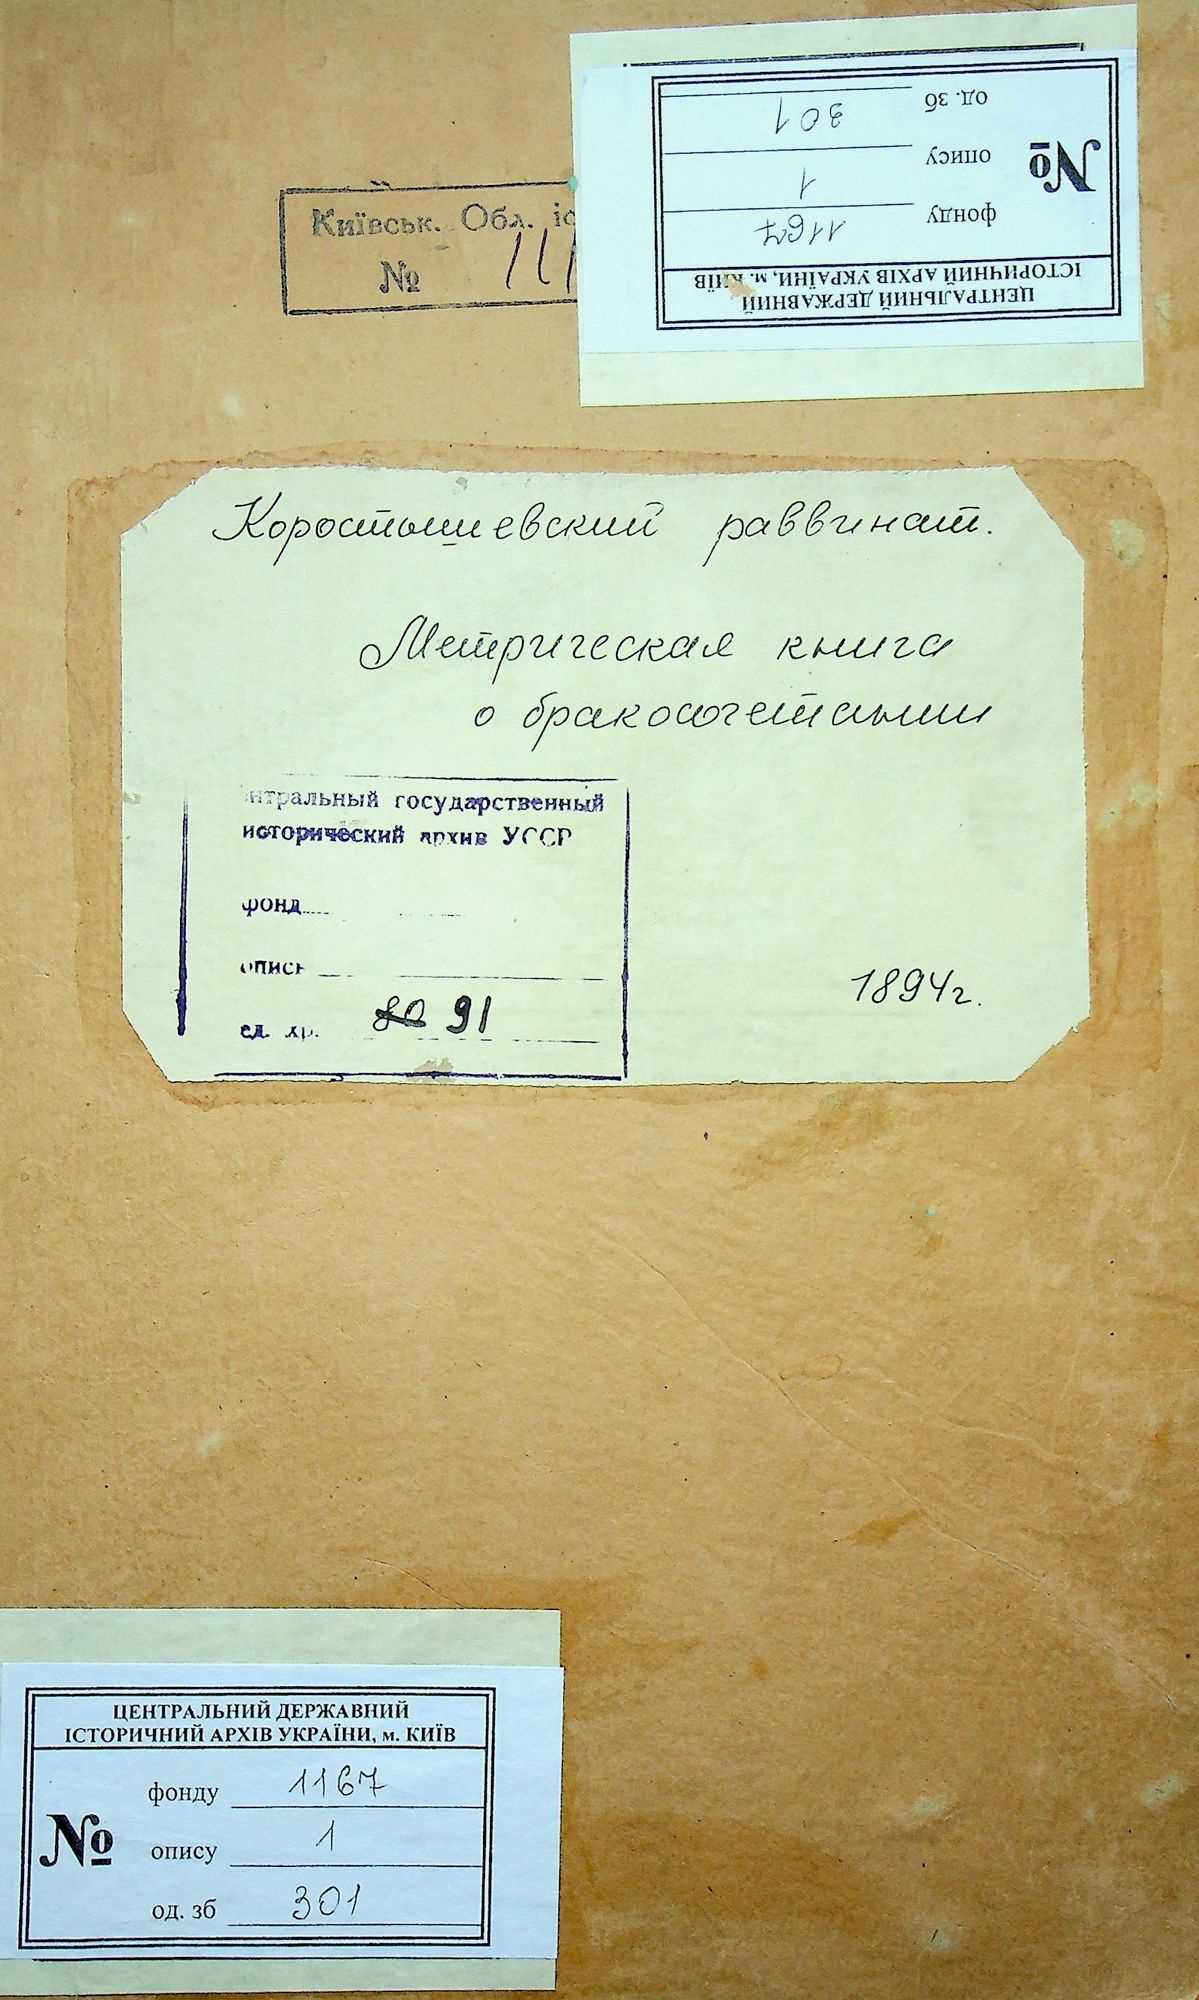 Київськ. Обл. іс
№
ЦЕНТРАЛЬНИЙ ДЕРЖАВНИЙ
ІСТОРИЧНИЙ АРХІВ УКРАЇНИ, м. КИЇВ
№
фонду 1167
опису 1
од. зб 301
Коростышевский раввинат.
Метрическая книга
о бракосочетании
нтральный государственный
исторический архив УССР
фонд
опись
ед. хр. 80 91
1894г.
ЦЕНТРАЛЬНИЙ ДЕРЖАВНИЙ
ІСТОРИЧНИЙ АРХІВ УКРАЇНИ, м. КИЇВ
№
фонду 1167
опису 1
од. зб 301